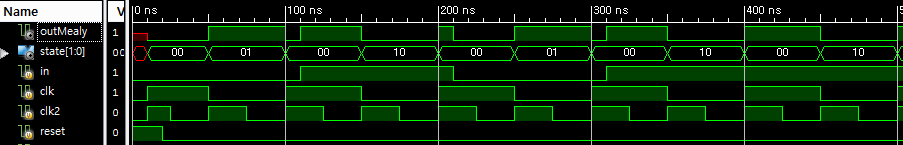 Name V 0 ns 100 ns 200 ns 300 ns 400 ns
outMealy 1
state[1:0] 00 00 01 00 10 00 01 00 10 00 10
in 1
clk 1
clk2 0
reset 0